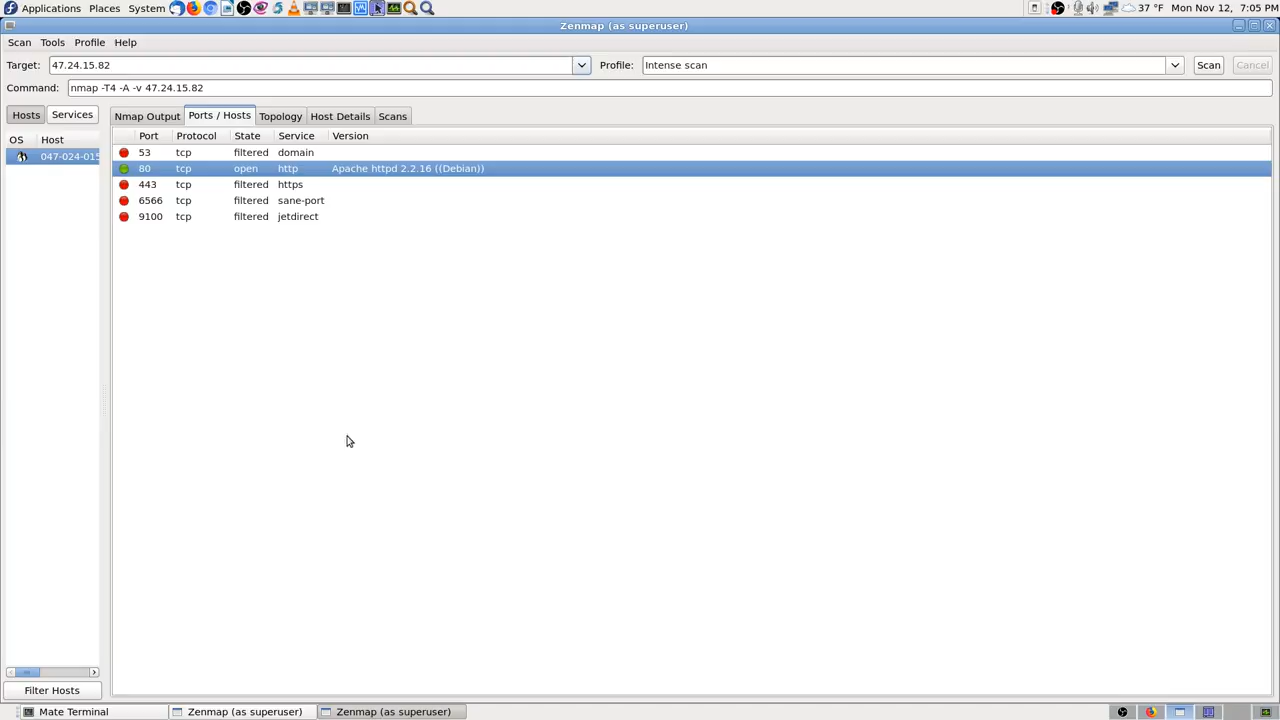 Applications Places System 37 °F Mon Nov 12, 7:05 PM
Zenmap (as superuser)
Scan Tools Profile Help
Target: 47.24.15.82 Profile: Intense scan Scan Cancel
Command: nmap -T4 -A -v 47.24.15.82
Hosts Services Nmap Output Ports / Hosts Topology Host Details Scans
OS Host Port Protocol State Service Version
53 tcp filtered domain
047-024-015 80 tcp open http Apache httpd 2.2.16 ((Debian))
443 tcp filtered https
6566 tcp filtered sane-port
9100 tcp filtered jetdirect
Filter Hosts
Mate Terminal Zenmap (as superuser) Zenmap (as superuser)